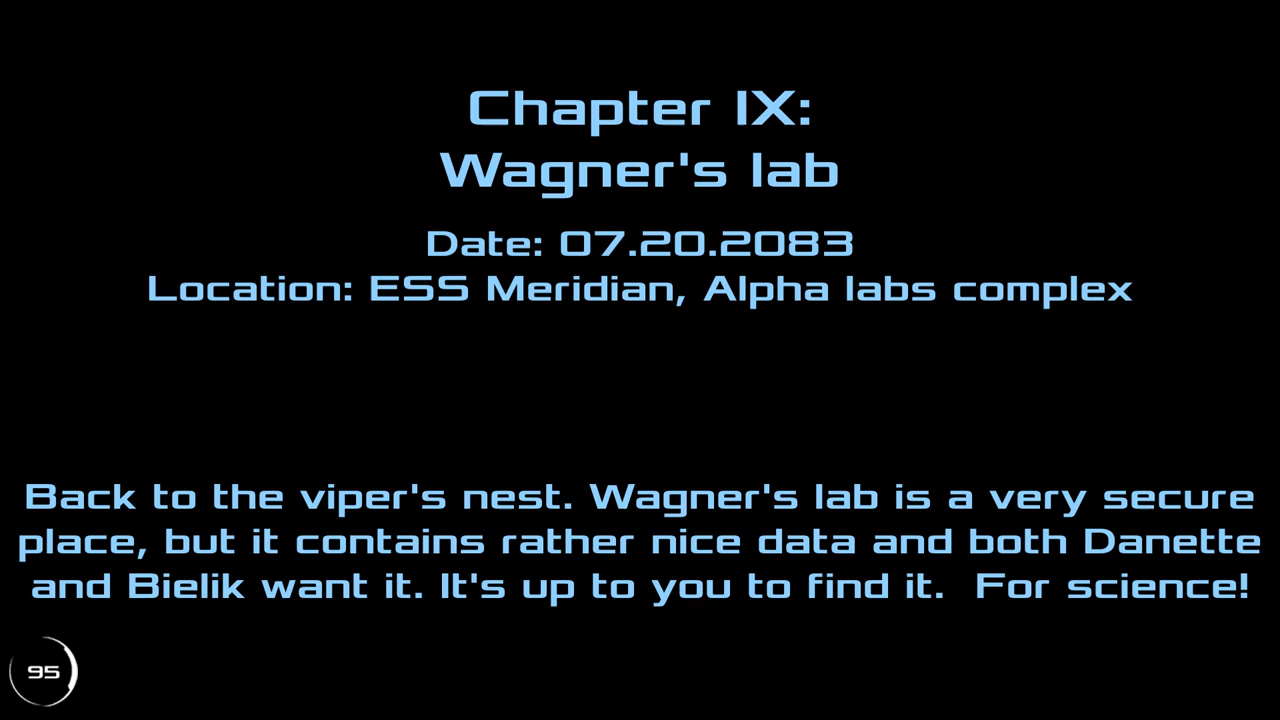 Chapter IX:
Wagner's lab
Date: 07.20.2083
Location: ESS Meridian, Alpha labs complex
Back to the viper's nest. Wagner's lab is a very secure
place, but it contains rather nice data and both Danette
and Bielik want it. It's up to you to find it.  For science!
95